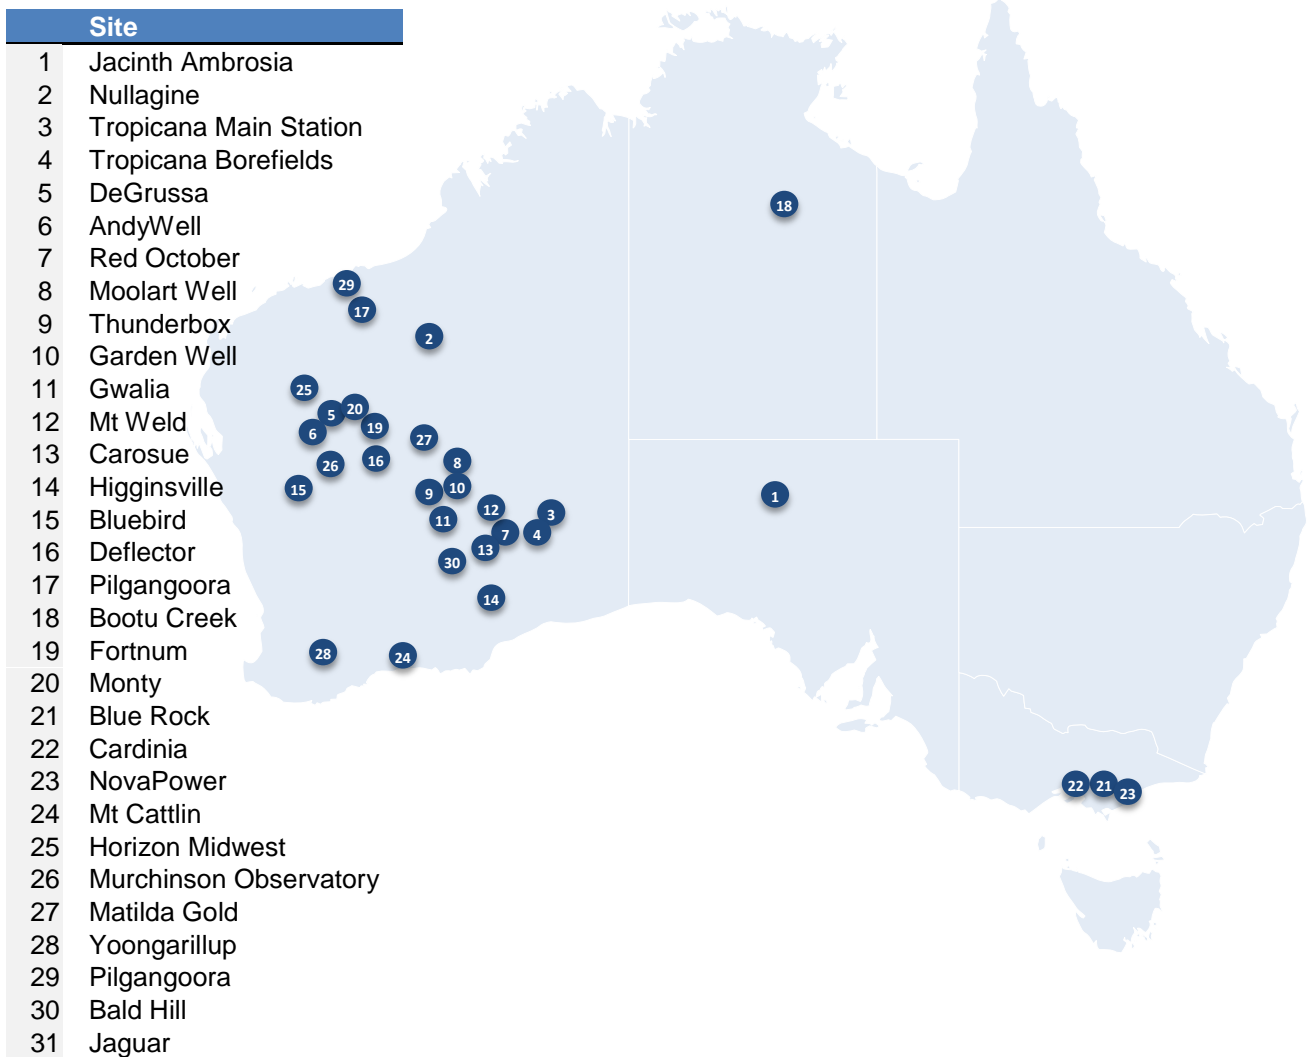 Site
1 Jacinth Ambrosia
2 Nullagine
3 Tropicana Main Station
4 Tropicana Borefields
5 DeGrussa
6 AndyWell
7 Red October
8 Moolart Well
9 Thunderbox
10 Garden Well
11 Gwalia
12 Mt Weld
13 Carosue
14 Higginsville
15 Bluebird
16 Deflector
17 Pilgangoora
18 Bootu Creek
19 Fortnum
20 Monty
21 Blue Rock
22 Cardinia
23 NovaPower
24 Mt Cattlin
25 Horizon Midwest
26 Murchinson Observatory
27 Matilda Gold
28 Yoongarillup
29 Pilgangoora
30 Bald Hill
31 Jaguar
18
29
17
2
25
20
5
19
6
27
16
8
26
10
15
9
1
12
3
11
7
4
13
30
14
28
24
22
21
23